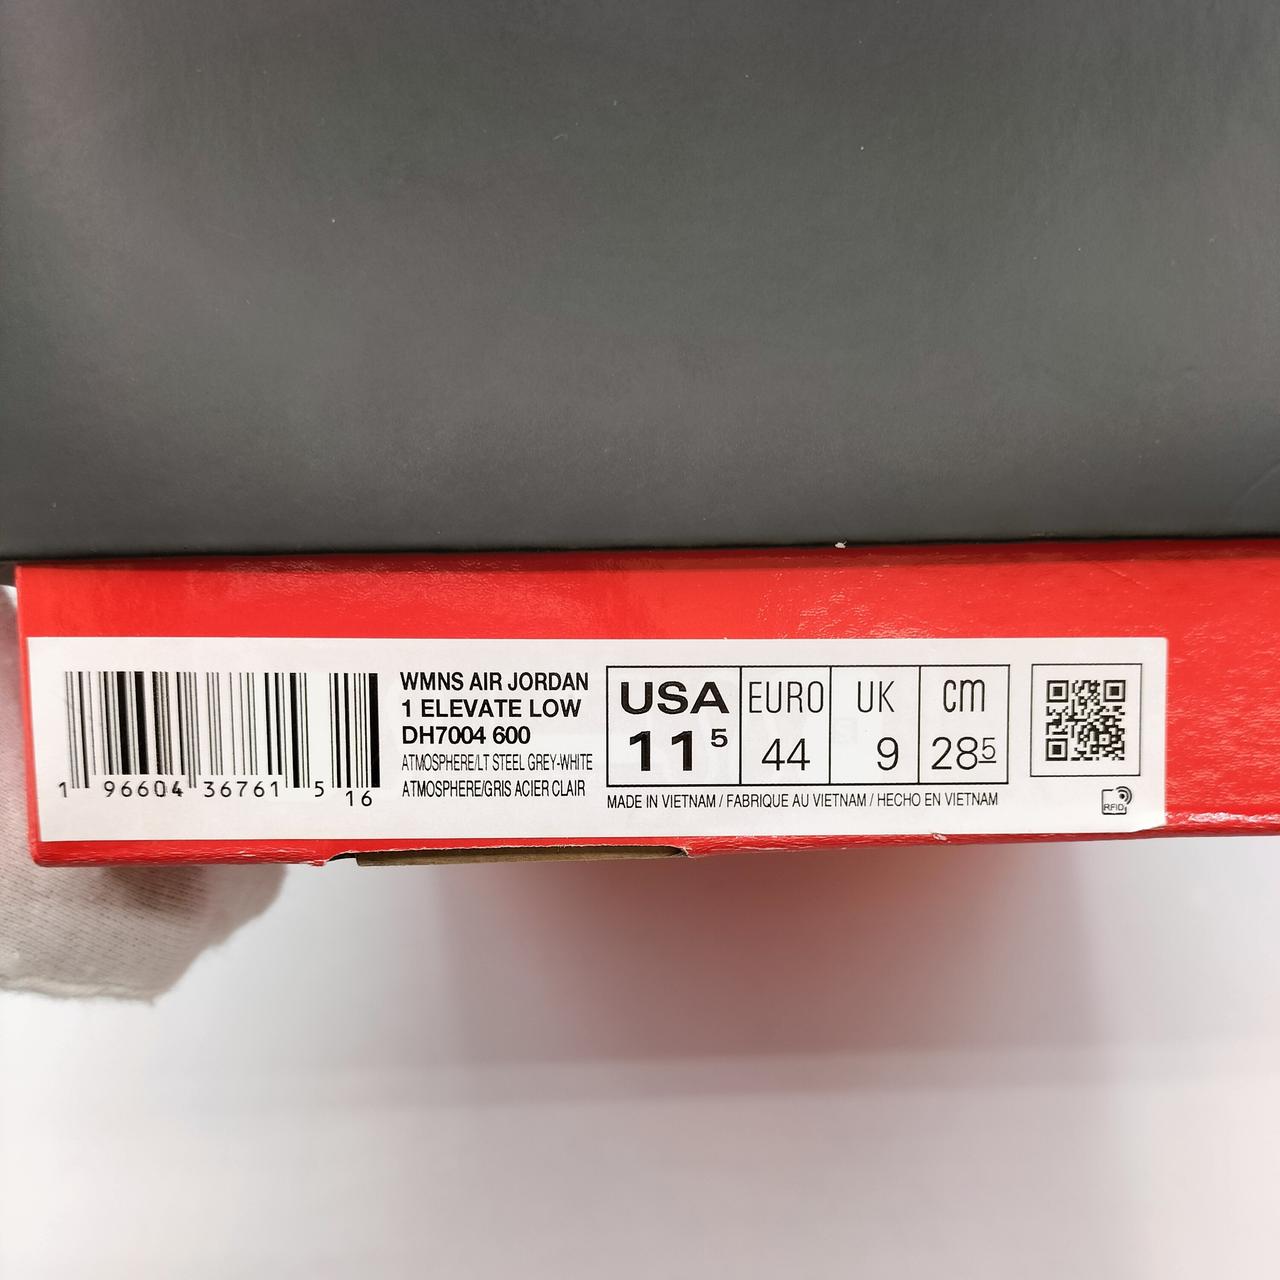 WMNS AIR JORDAN
1 ELEVATE LOW
DH7004 600
ATMOSPHERE/LT STEEL GREY-WHITE
ATMOSPHERE/GRIS ACIER CLAIR
1 96604 36761 5 16
USA EURO UK cm
11 5 44 9 28 5
MADE IN VIETNAM / FABRIQUE AU VIETNAM / HECHO EN VIETNAM
RFID